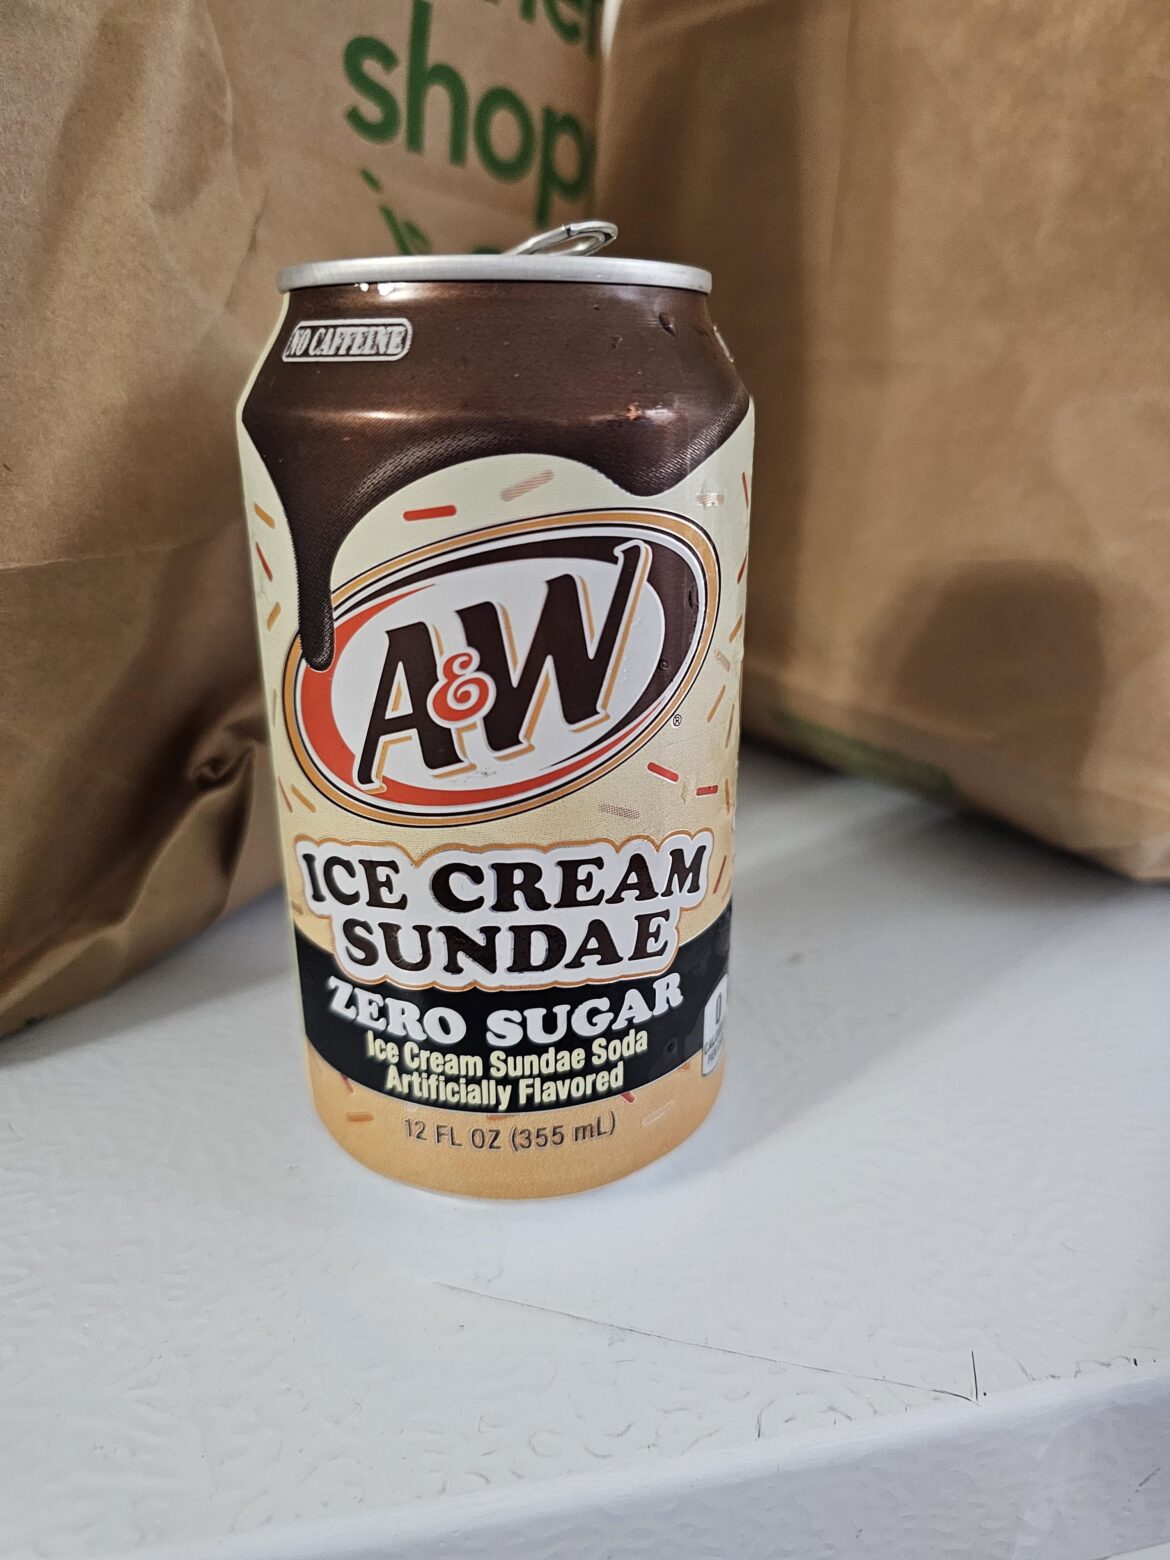 shop
NO CAFFEINE
A&W
®
ICE CREAM
SUNDAE
ZERO SUGAR
Ice Cream Sundae Soda
Artificially Flavored
12 FL OZ (355 mL)
0